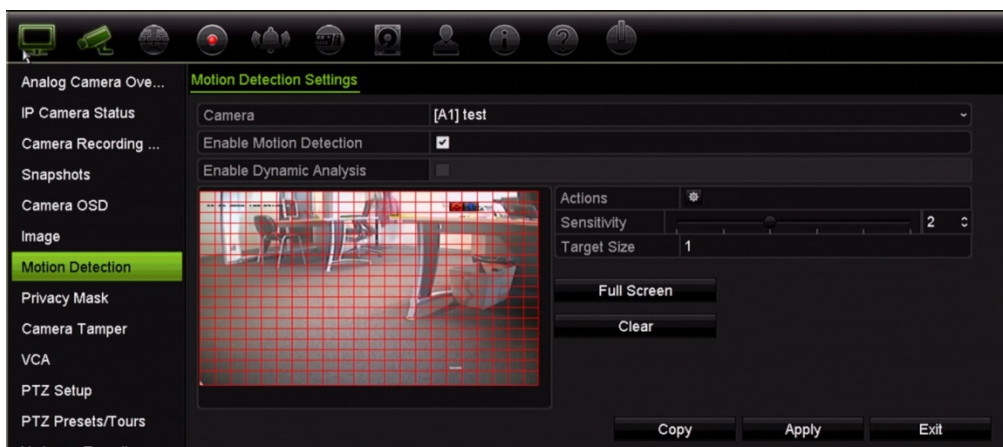 Analog Camera Ove...
IP Camera Status
Camera Recording ...
Snapshots
Camera OSD
Image
Motion Detection
Privacy Mask
Camera Tamper
VCA
PTZ Setup
PTZ Presets/Tours
Motion Detection Settings
Camera [A1] test
Enable Motion Detection
Enable Dynamic Analysis
Actions
Sensitivity 2
Target Size 1
Full Screen
Clear
Copy Apply Exit